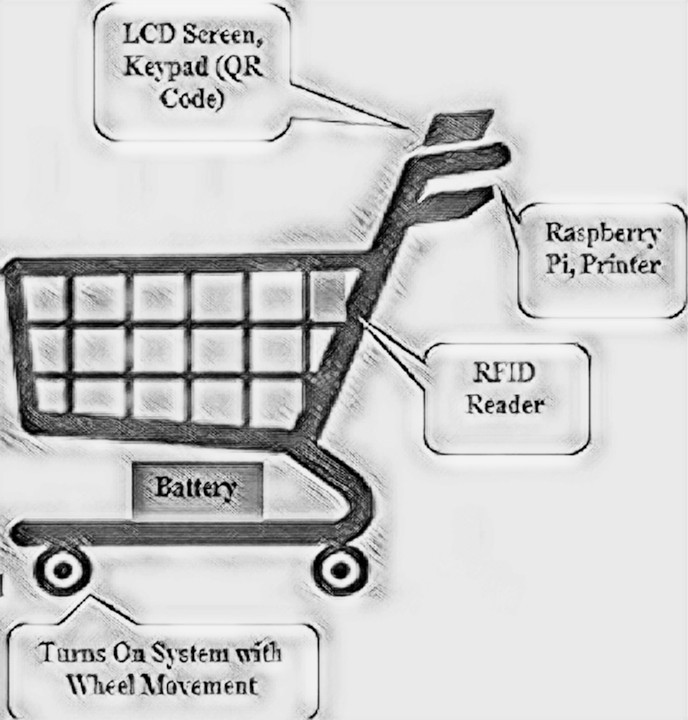 LCD Screen,
Keypad (QR
Code)
Raspberry
Pi, Printer
RFID
Reader
Battery
Turns On System with
Wheel Movement